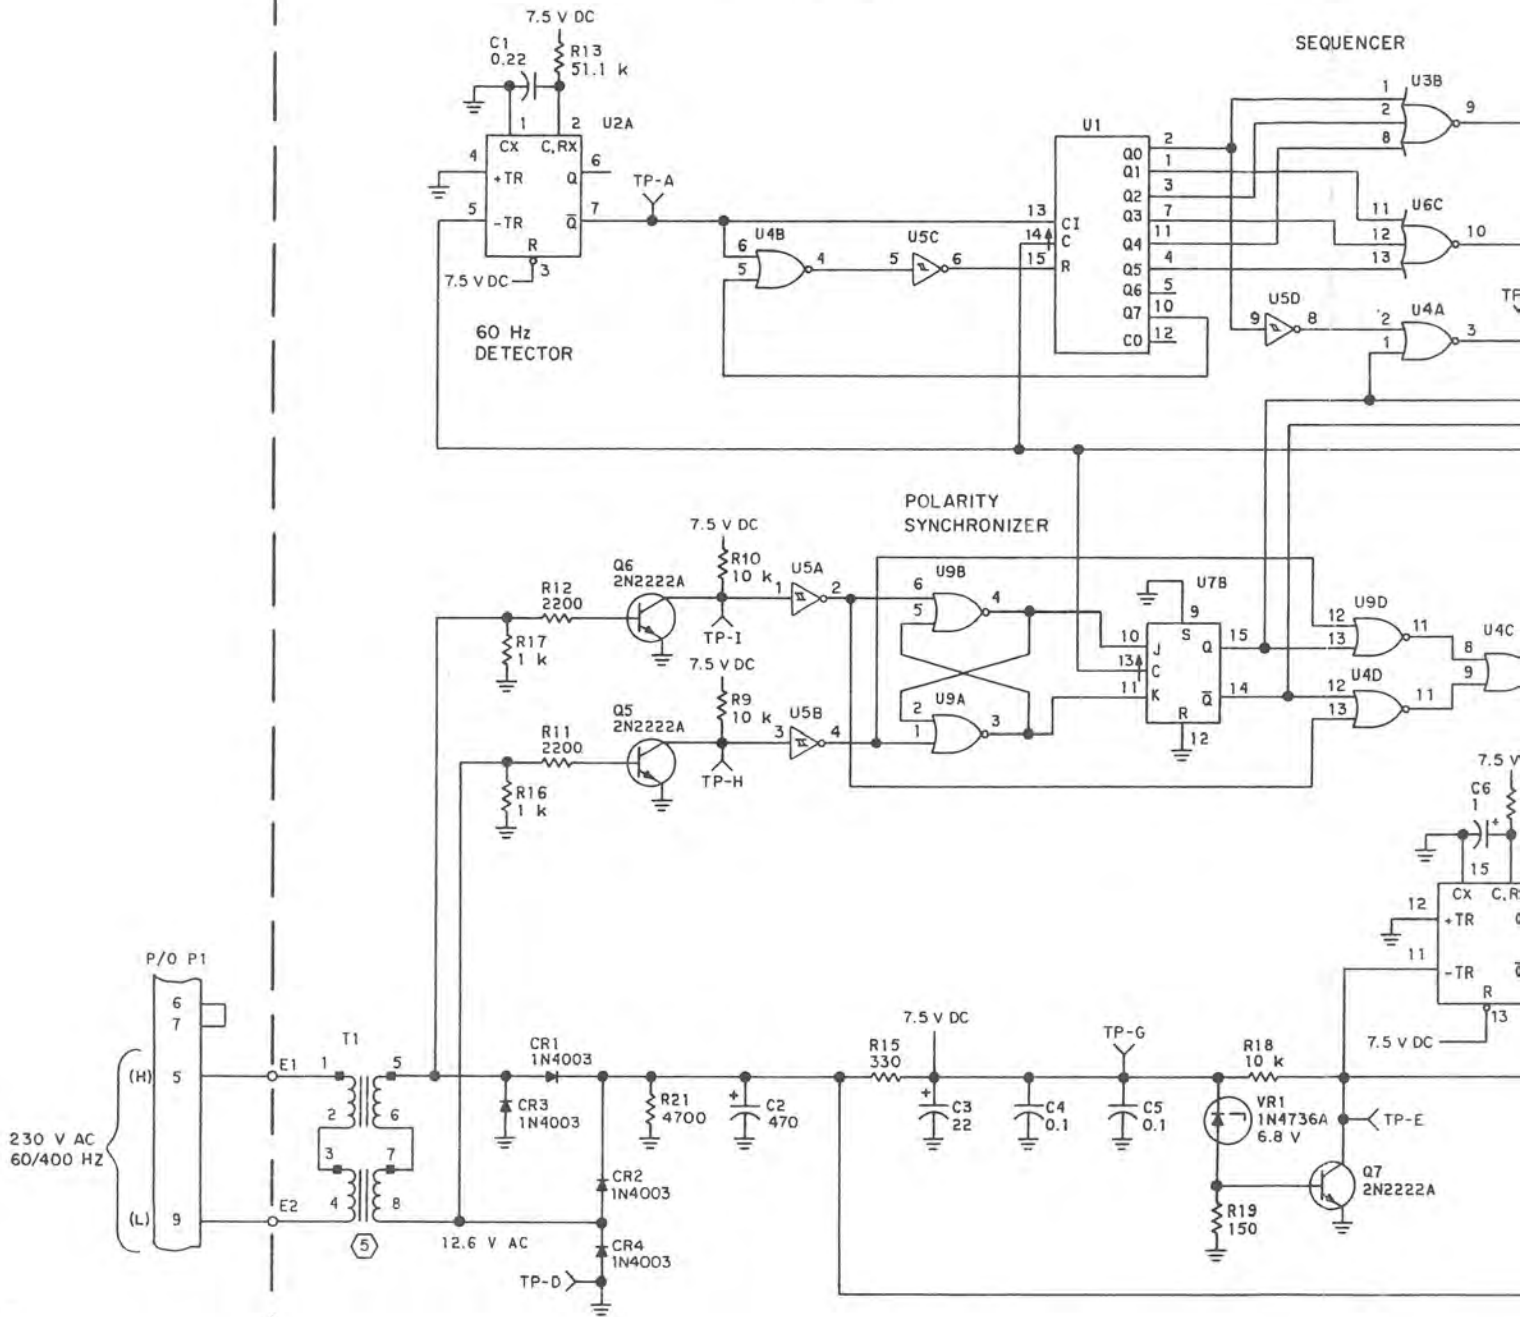 7.5 V DC
C1
0.22
R13
51.1 k
U2A
1
2
CX
C,RX
4
+TR
Q
6
5
-TR
Q̅
7
R
3
7.5 V DC
60 Hz
DETECTOR
TP-A
U4B
6
5
4
U5C
5
6
SEQUENCER
U1
13
CI
14
C
15
R
Q0
2
Q1
1
Q2
3
Q3
7
Q4
11
Q5
4
Q6
5
Q7
10
CO
12
U3B
1
2
8
9
U6C
11
12
13
10
U5D
9
8
U4A
2
1
3
TP
POLARITY
SYNCHRONIZER
7.5 V DC
R10
10 k
Q6
2N2222A
R12
2200
R17
1 k
TP-I
U5A
1
2
7.5 V DC
R9
10 k
Q5
2N2222A
R11
2200
R16
1 k
TP-H
U5B
3
4
U9B
6
5
4
U9A
2
1
3
U7B
9
S
10
J
Q
15
13
C
11
K
Q̅
14
R
12
U9D
12
13
11
U4D
12
13
11
U4C
8
9
7.5 V
C6
1
+
15
CX
C,R
12
+TR
11
-TR
Q̅
R
13
7.5 V DC
P/O P1
6
7
(H)
5
230 V AC
60/400 HZ
(L)
9
E1
E2
T1
1
2
3
4
5
6
7
8
5
12.6 V AC
CR1
1N4003
CR3
1N4003
R21
4700
+
C2
470
CR2
1N4003
CR4
1N4003
TP-D
R15
330
7.5 V DC
+
C3
22
C4
0.1
TP-G
C5
0.1
R18
10 k
VR1
1N4736A
6.8 V
TP-E
Q7
2N2222A
R19
150